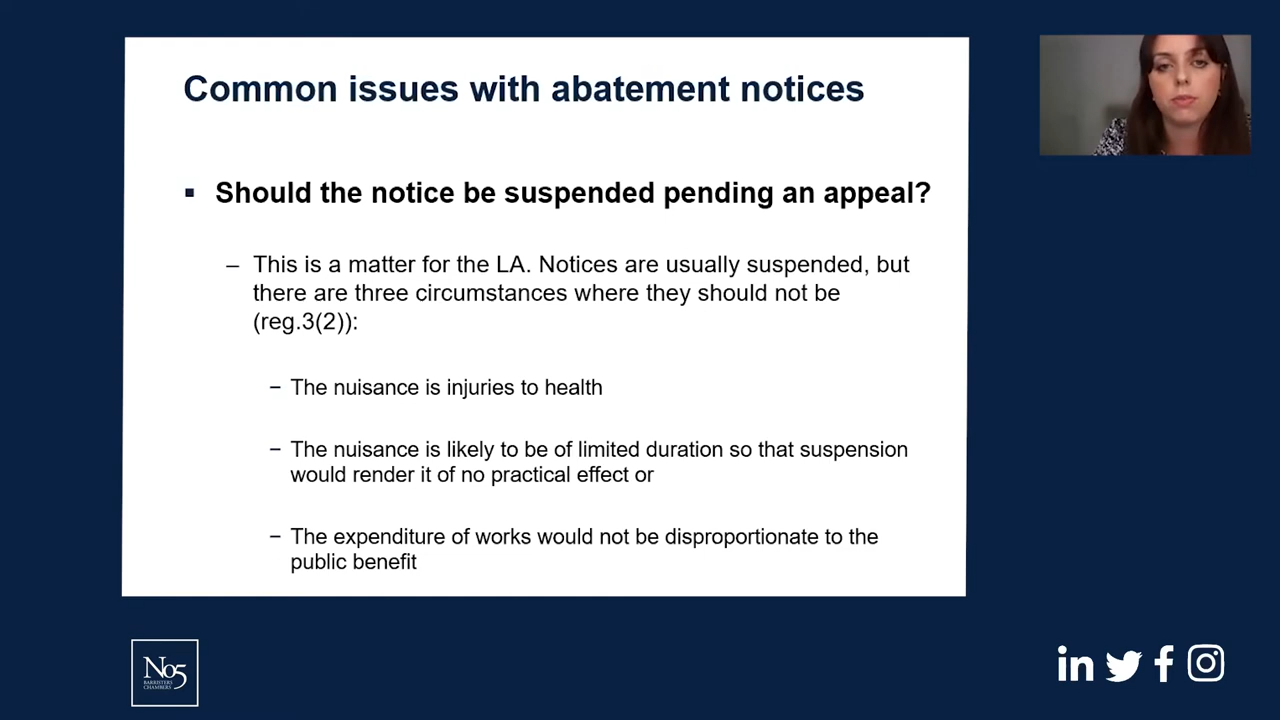 Common issues with abatement notices
▪ Should the notice be suspended pending an appeal?
– This is a matter for the LA. Notices are usually suspended, but
there are three circumstances where they should not be
(reg.3(2)):
− The nuisance is injuries to health
− The nuisance is likely to be of limited duration so that suspension
would render it of no practical effect or
− The expenditure of works would not be disproportionate to the
public benefit
No5
BARRISTERS
CHAMBERS
in